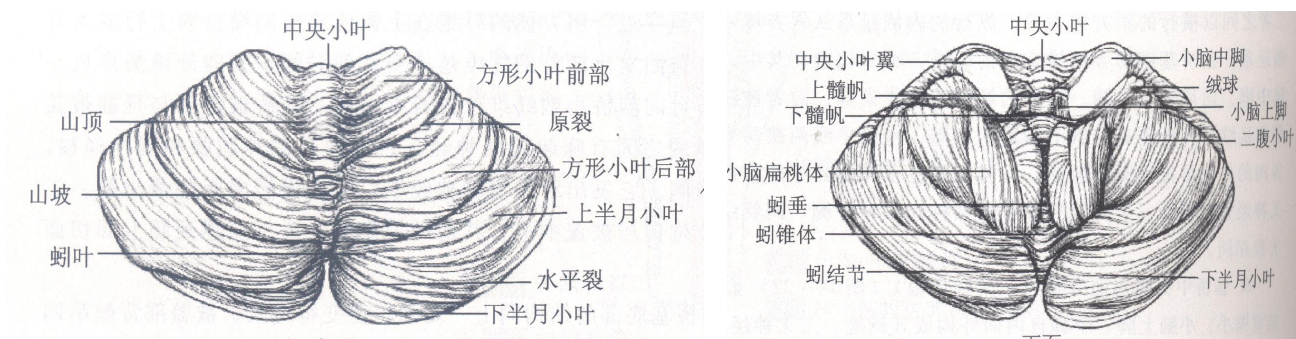 中央小叶
方形小叶前部
山顶
原裂
方形小叶后部
山坡
上半月小叶
蚓叶
水平裂
下半月小叶
中央小叶
中央小叶翼
小脑中脚
绒球
上髓帆
小脑上脚
下髓帆
二腹小叶
小脑扁桃体
蚓垂
蚓锥体
蚓结节
下半月小叶